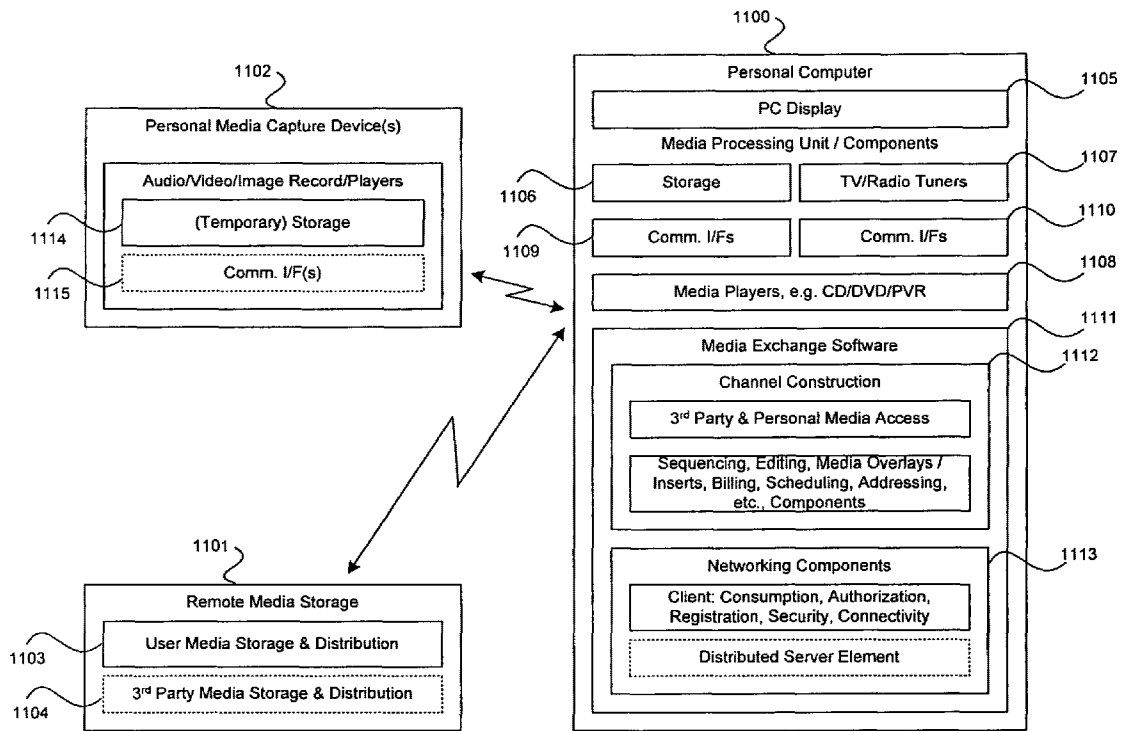 1100
1102
Personal Media Capture Device(s)
Audio/Video/Image Record/Players
1114
(Temporary) Storage
1115
Comm. I/F(s)
Personal Computer
1105
PC Display
Media Processing Unit / Components
1107
1106
Storage
TV/Radio Tuners
1110
1109
Comm. I/Fs
Comm. I/Fs
1108
Media Players, e.g. CD/DVD/PVR
1111
Media Exchange Software
1112
Channel Construction
3rd Party & Personal Media Access
Sequencing, Editing, Media Overlays /
Inserts, Billing, Scheduling, Addressing,
etc., Components
1113
Networking Components
Client: Consumption, Authorization,
Registration, Security, Connectivity
Distributed Server Element
1101
Remote Media Storage
1103
User Media Storage & Distribution
1104
3rd Party Media Storage & Distribution